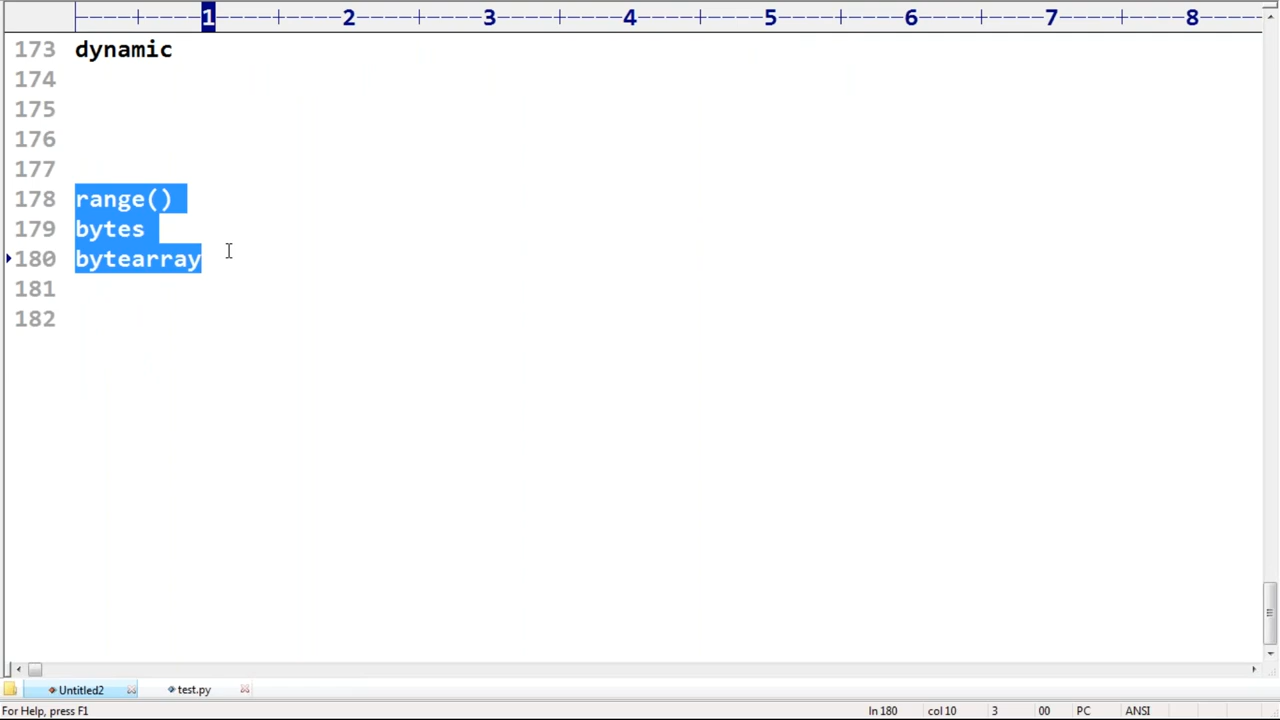 1 2 3 4 5 6 7 8
173 dynamic
174
175
176
177
178 range()
179 bytes
180 bytearray
181
182
Untitled2 test.py
For Help, press F1 ln 180 col 10 3 00 PC ANSI